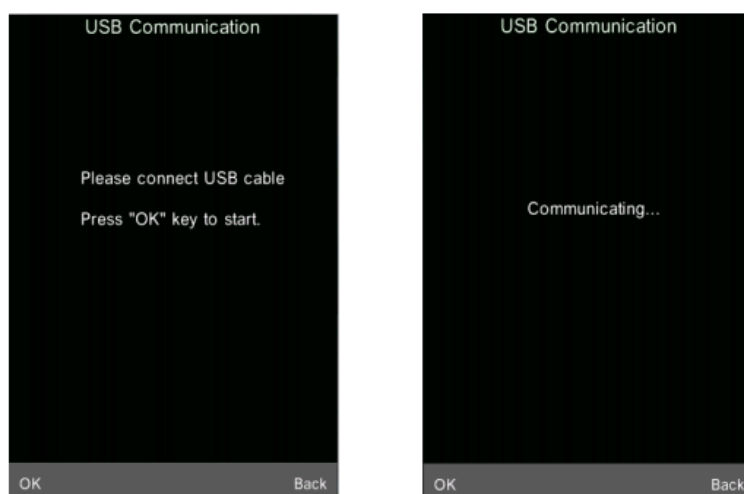 USB Communication
Please connect USB cable
Press "OK" key to start.
OK
Back
USB Communication
Communicating...
OK
Back